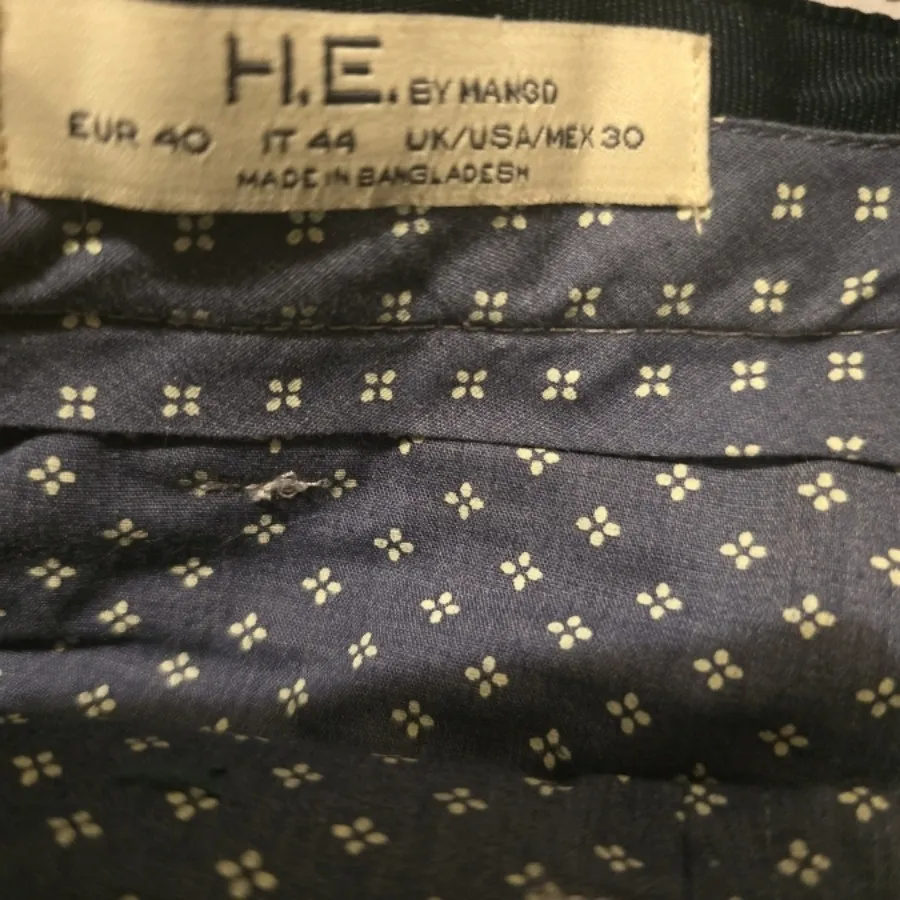 H.E. BY MANGO
EUR 40 IT 44 UK/USA/MEX 30
MADE IN BANGLADESH